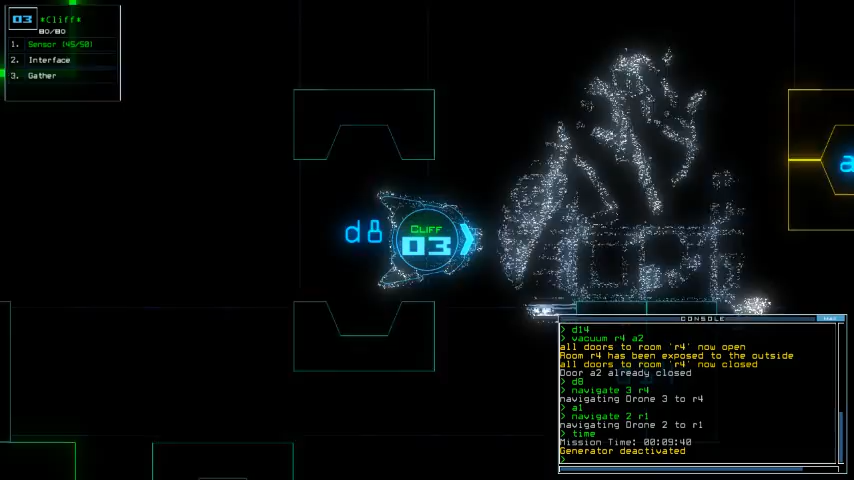 03 *Cliff*
80/80
1. Sensor (45/50)
2. Interface
3. Gather
d8
CLIFF
03
a
CONSOLE
> d14
> vacuum r4 a2
all doors to room 'r4' now open
Room r4 has been exposed to the outside
all doors to room 'r4' now closed
Door a2 already closed
> d8
> navigate 3 r4
navigating Drone 3 to r4
> a1
> navigate 2 r1
navigating Drone 2 to r1
> time
Mission Time: 00:09:40
Generator deactivated
>